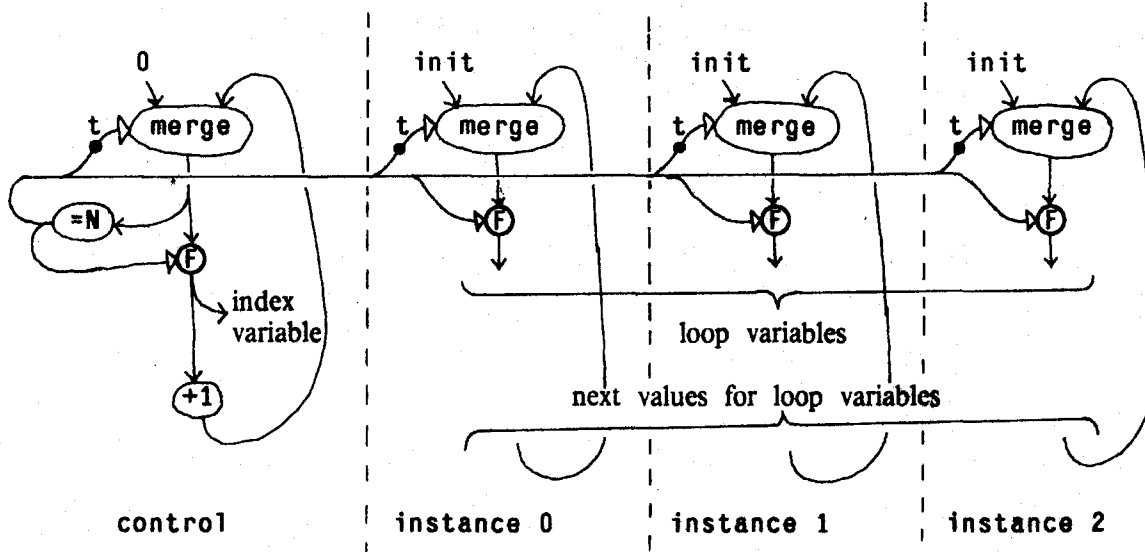 0
init
init
init
t
merge
t
merge
t
merge
t
merge
=N
F
F
F
F
index
variable
loop variables
+1
next values for loop variables
control
instance 0
instance 1
instance 2